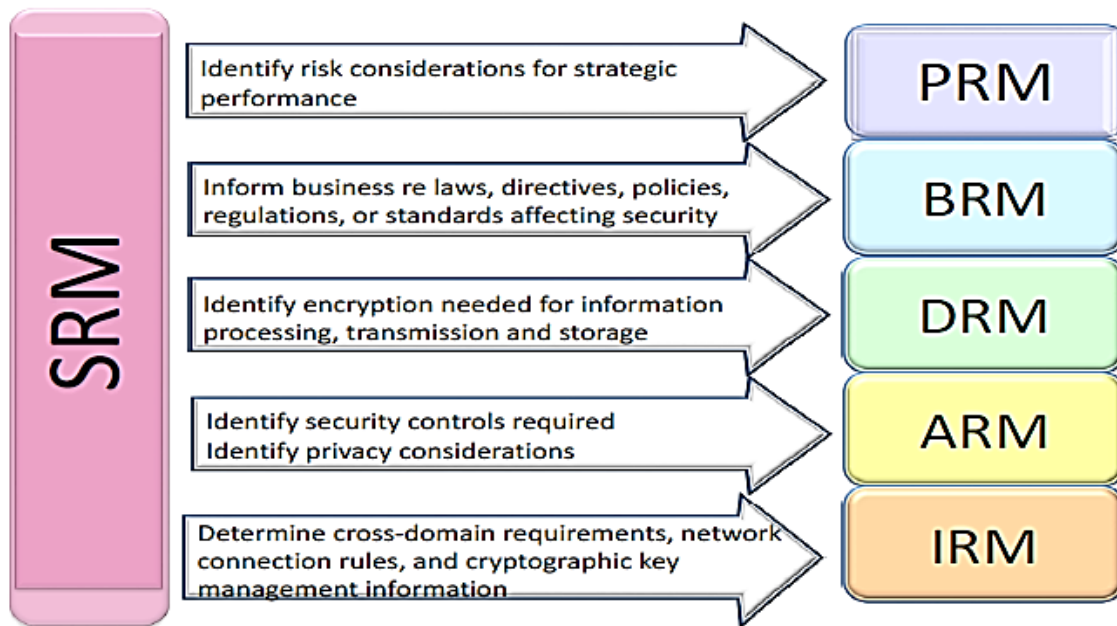 SRM
Identify risk considerations for strategic
performance
PRM
Inform business re laws, directives, policies,
regulations, or standards affecting security
BRM
Identify encryption needed for information
processing, transmission and storage
DRM
Identify security controls required
Identify privacy considerations
ARM
Determine cross-domain requirements, network
connection rules, and cryptographic key
management information
IRM